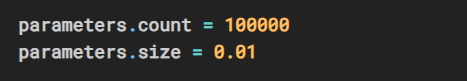 parameters.count = 100000
parameters.size = 0.01